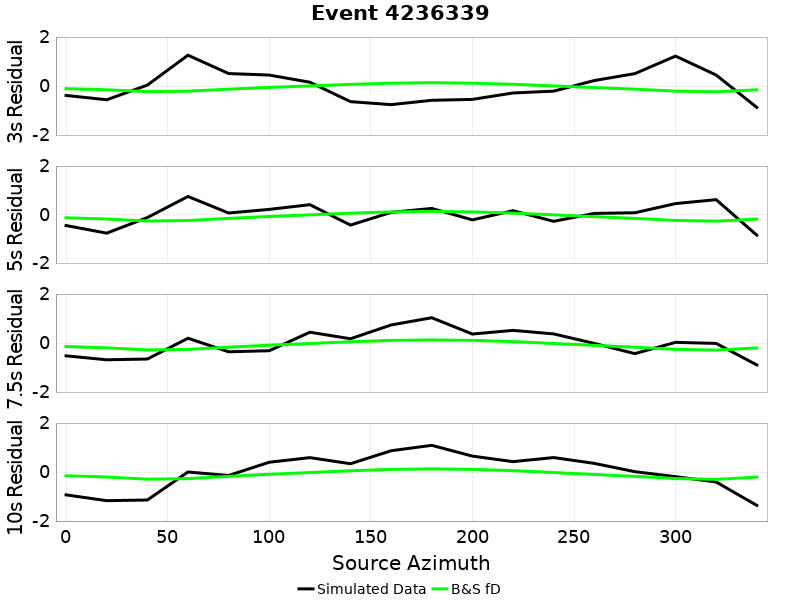 Event 4236339
3s Residual
2
0
-2
5s Residual
2
0
-2
7.5s Residual
2
0
-2
10s Residual
2
0
-2
0 50 100 150 200 250 300
Source Azimuth
Simulated Data B&S fD